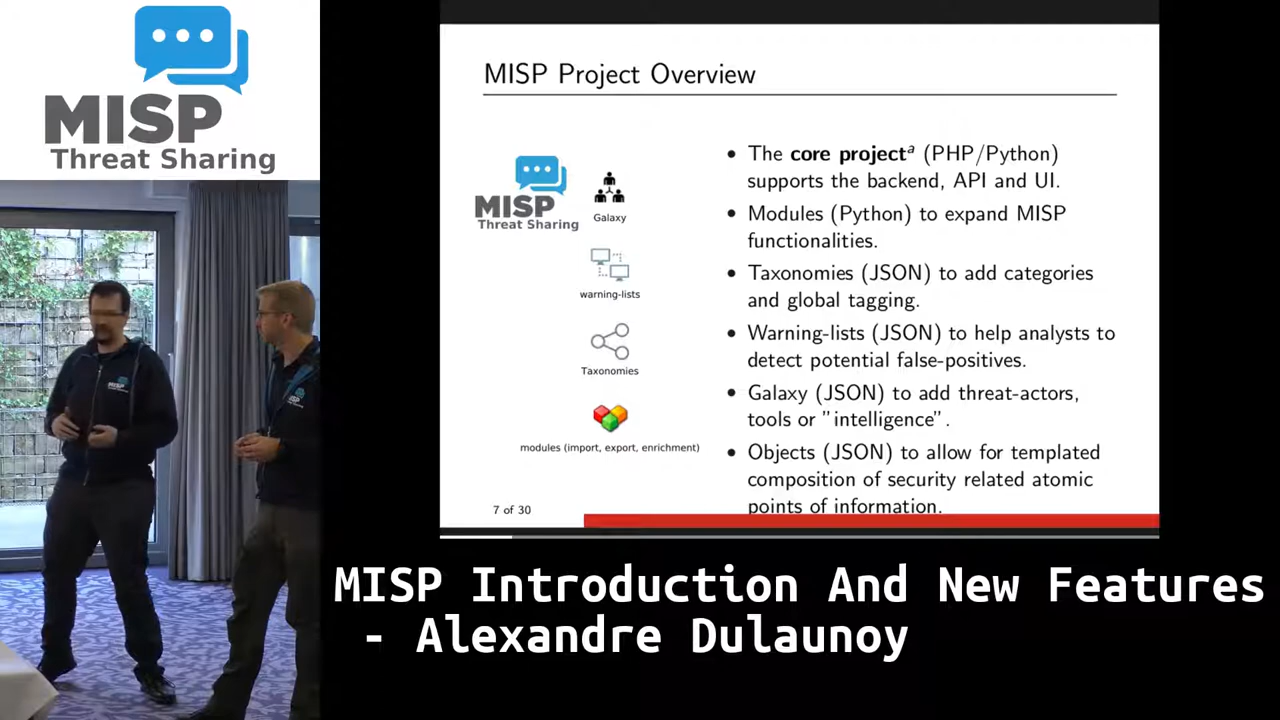 MISP
Threat Sharing
MISP Project Overview
MISP
Threat Sharing
Galaxy
warning-lists
Taxonomies
modules (import, export, enrichment)
• The core projectᵃ (PHP/Python)
supports the backend, API and UI.
• Modules (Python) to expand MISP
functionalities.
• Taxonomies (JSON) to add categories
and global tagging.
• Warning-lists (JSON) to help analysts to
detect potential false-positives.
• Galaxy (JSON) to add threat-actors,
tools or "intelligence".
• Objects (JSON) to allow for templated
composition of security related atomic
points of information.
7 of 30
MISP
MISP
MISP Introduction And New Features
- Alexandre Dulaunoy